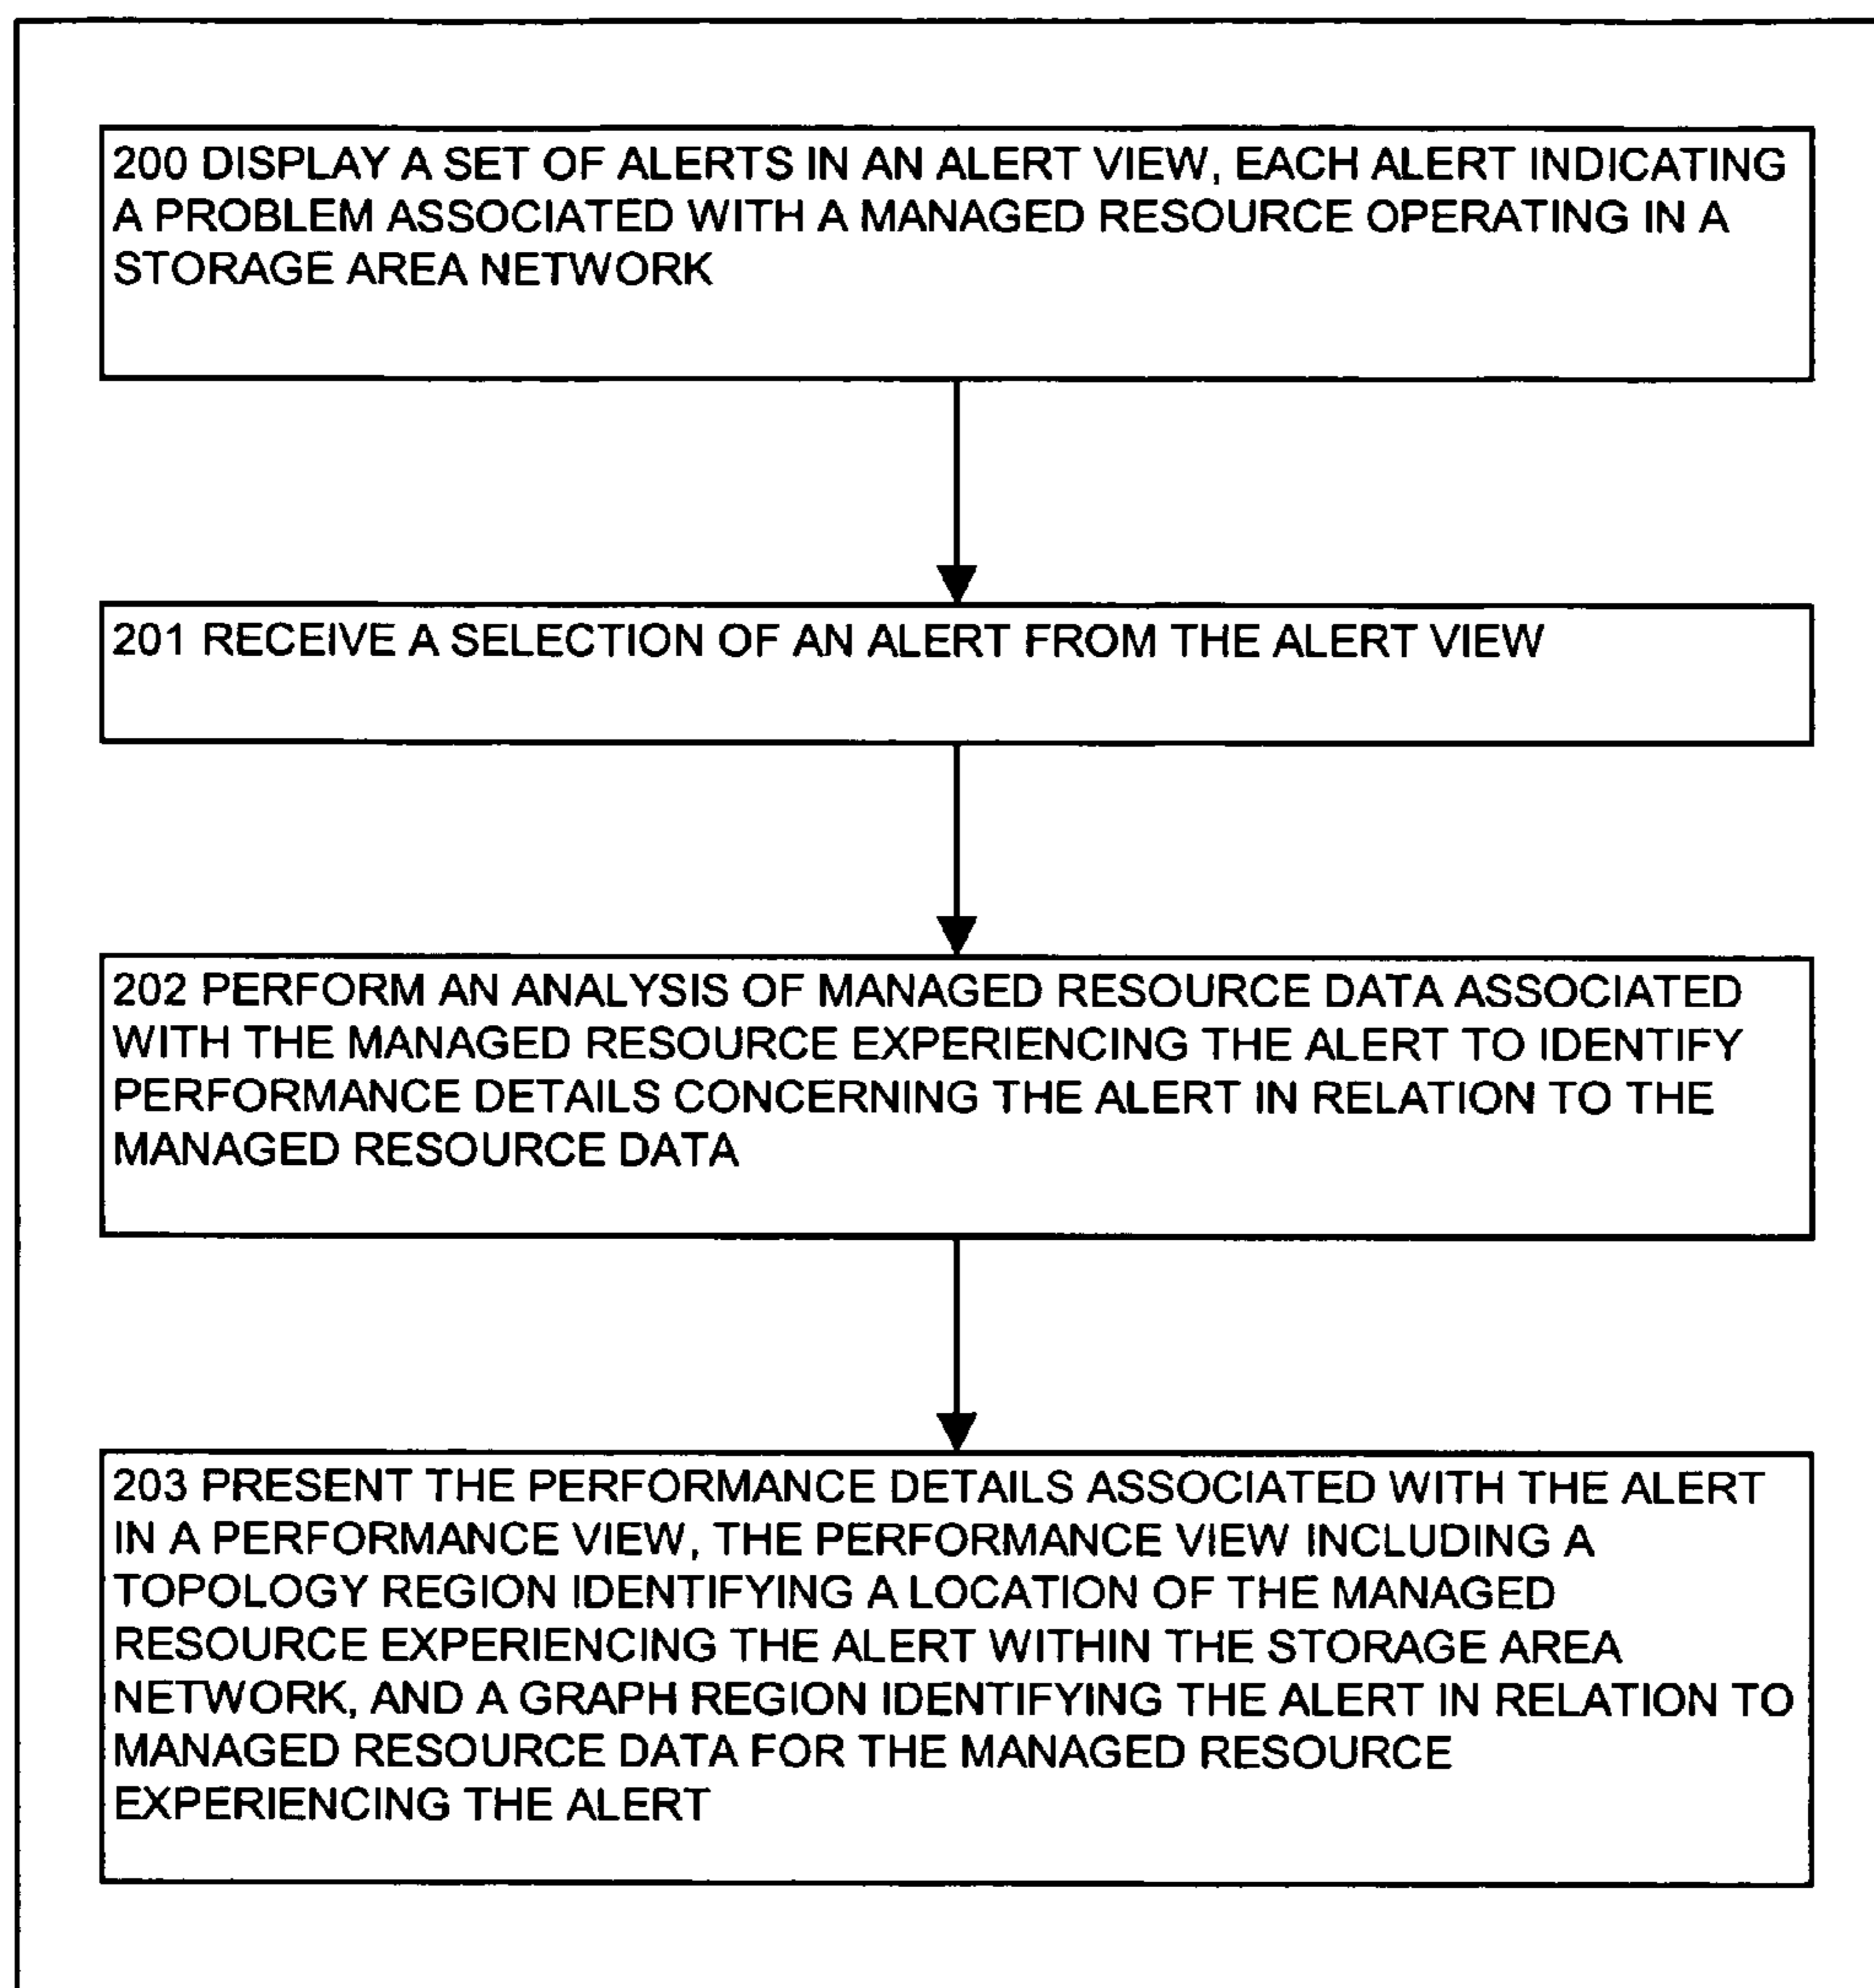 200 DISPLAY A SET OF ALERTS IN AN ALERT VIEW, EACH ALERT INDICATING
A PROBLEM ASSOCIATED WITH A MANAGED RESOURCE OPERATING IN A
STORAGE AREA NETWORK
201 RECEIVE A SELECTION OF AN ALERT FROM THE ALERT VIEW
202 PERFORM AN ANALYSIS OF MANAGED RESOURCE DATA ASSOCIATED
WITH THE MANAGED RESOURCE EXPERIENCING THE ALERT TO IDENTIFY
PERFORMANCE DETAILS CONCERNING THE ALERT IN RELATION TO THE
MANAGED RESOURCE DATA
203 PRESENT THE PERFORMANCE DETAILS ASSOCIATED WITH THE ALERT
IN A PERFORMANCE VIEW, THE PERFORMANCE VIEW INCLUDING A
TOPOLOGY REGION IDENTIFYING A LOCATION OF THE MANAGED
RESOURCE EXPERIENCING THE ALERT WITHIN THE STORAGE AREA
NETWORK, AND A GRAPH REGION IDENTIFYING THE ALERT IN RELATION TO
MANAGED RESOURCE DATA FOR THE MANAGED RESOURCE
EXPERIENCING THE ALERT